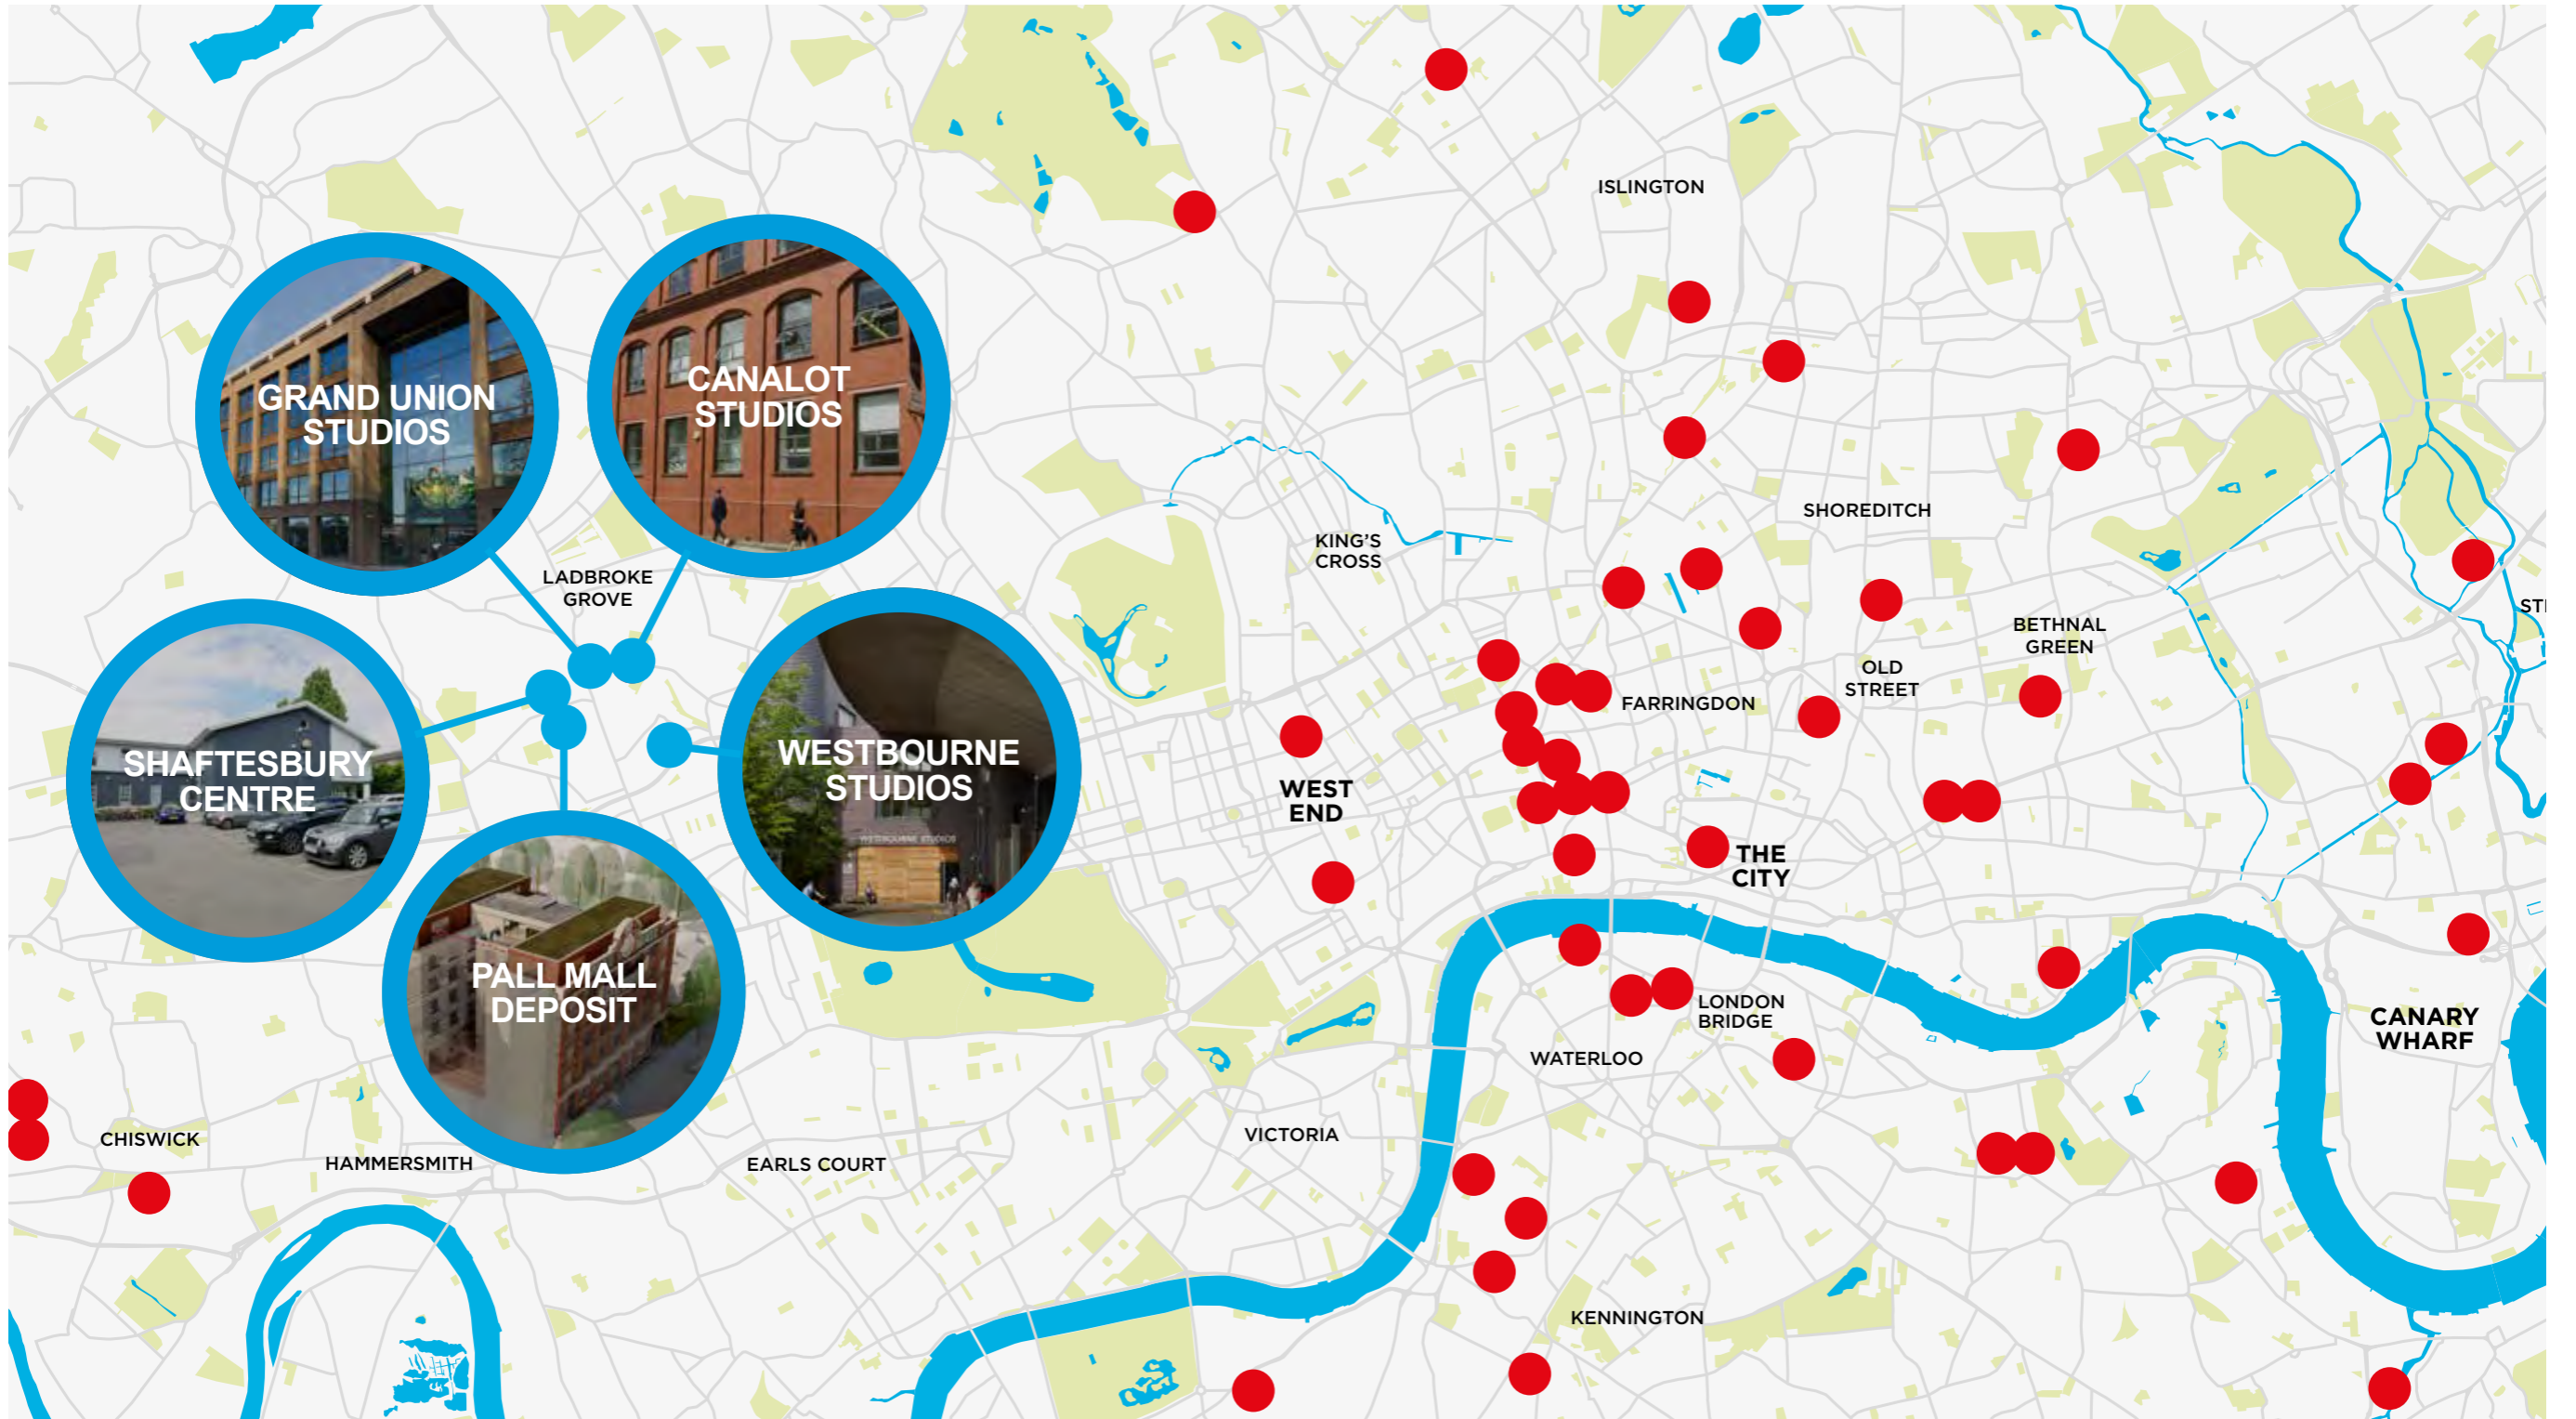 ISLINGTON
GRAND UNION
STUDIOS
CANALOT
STUDIOS
SHOREDITCH
KING'S
CROSS
LADBROKE
GROVE
BETHNAL
GREEN
OLD
STREET
FARRINGDON
SHAFTESBURY
CENTRE
WESTBOURNE
STUDIOS
WESTBOURNE STUDIOS
WEST
END
THE
CITY
PALL MALL
DEPOSIT
LONDON
BRIDGE
WATERLOO
CANARY
WHARF
CHISWICK
HAMMERSMITH
EARLS COURT
VICTORIA
KENNINGTON